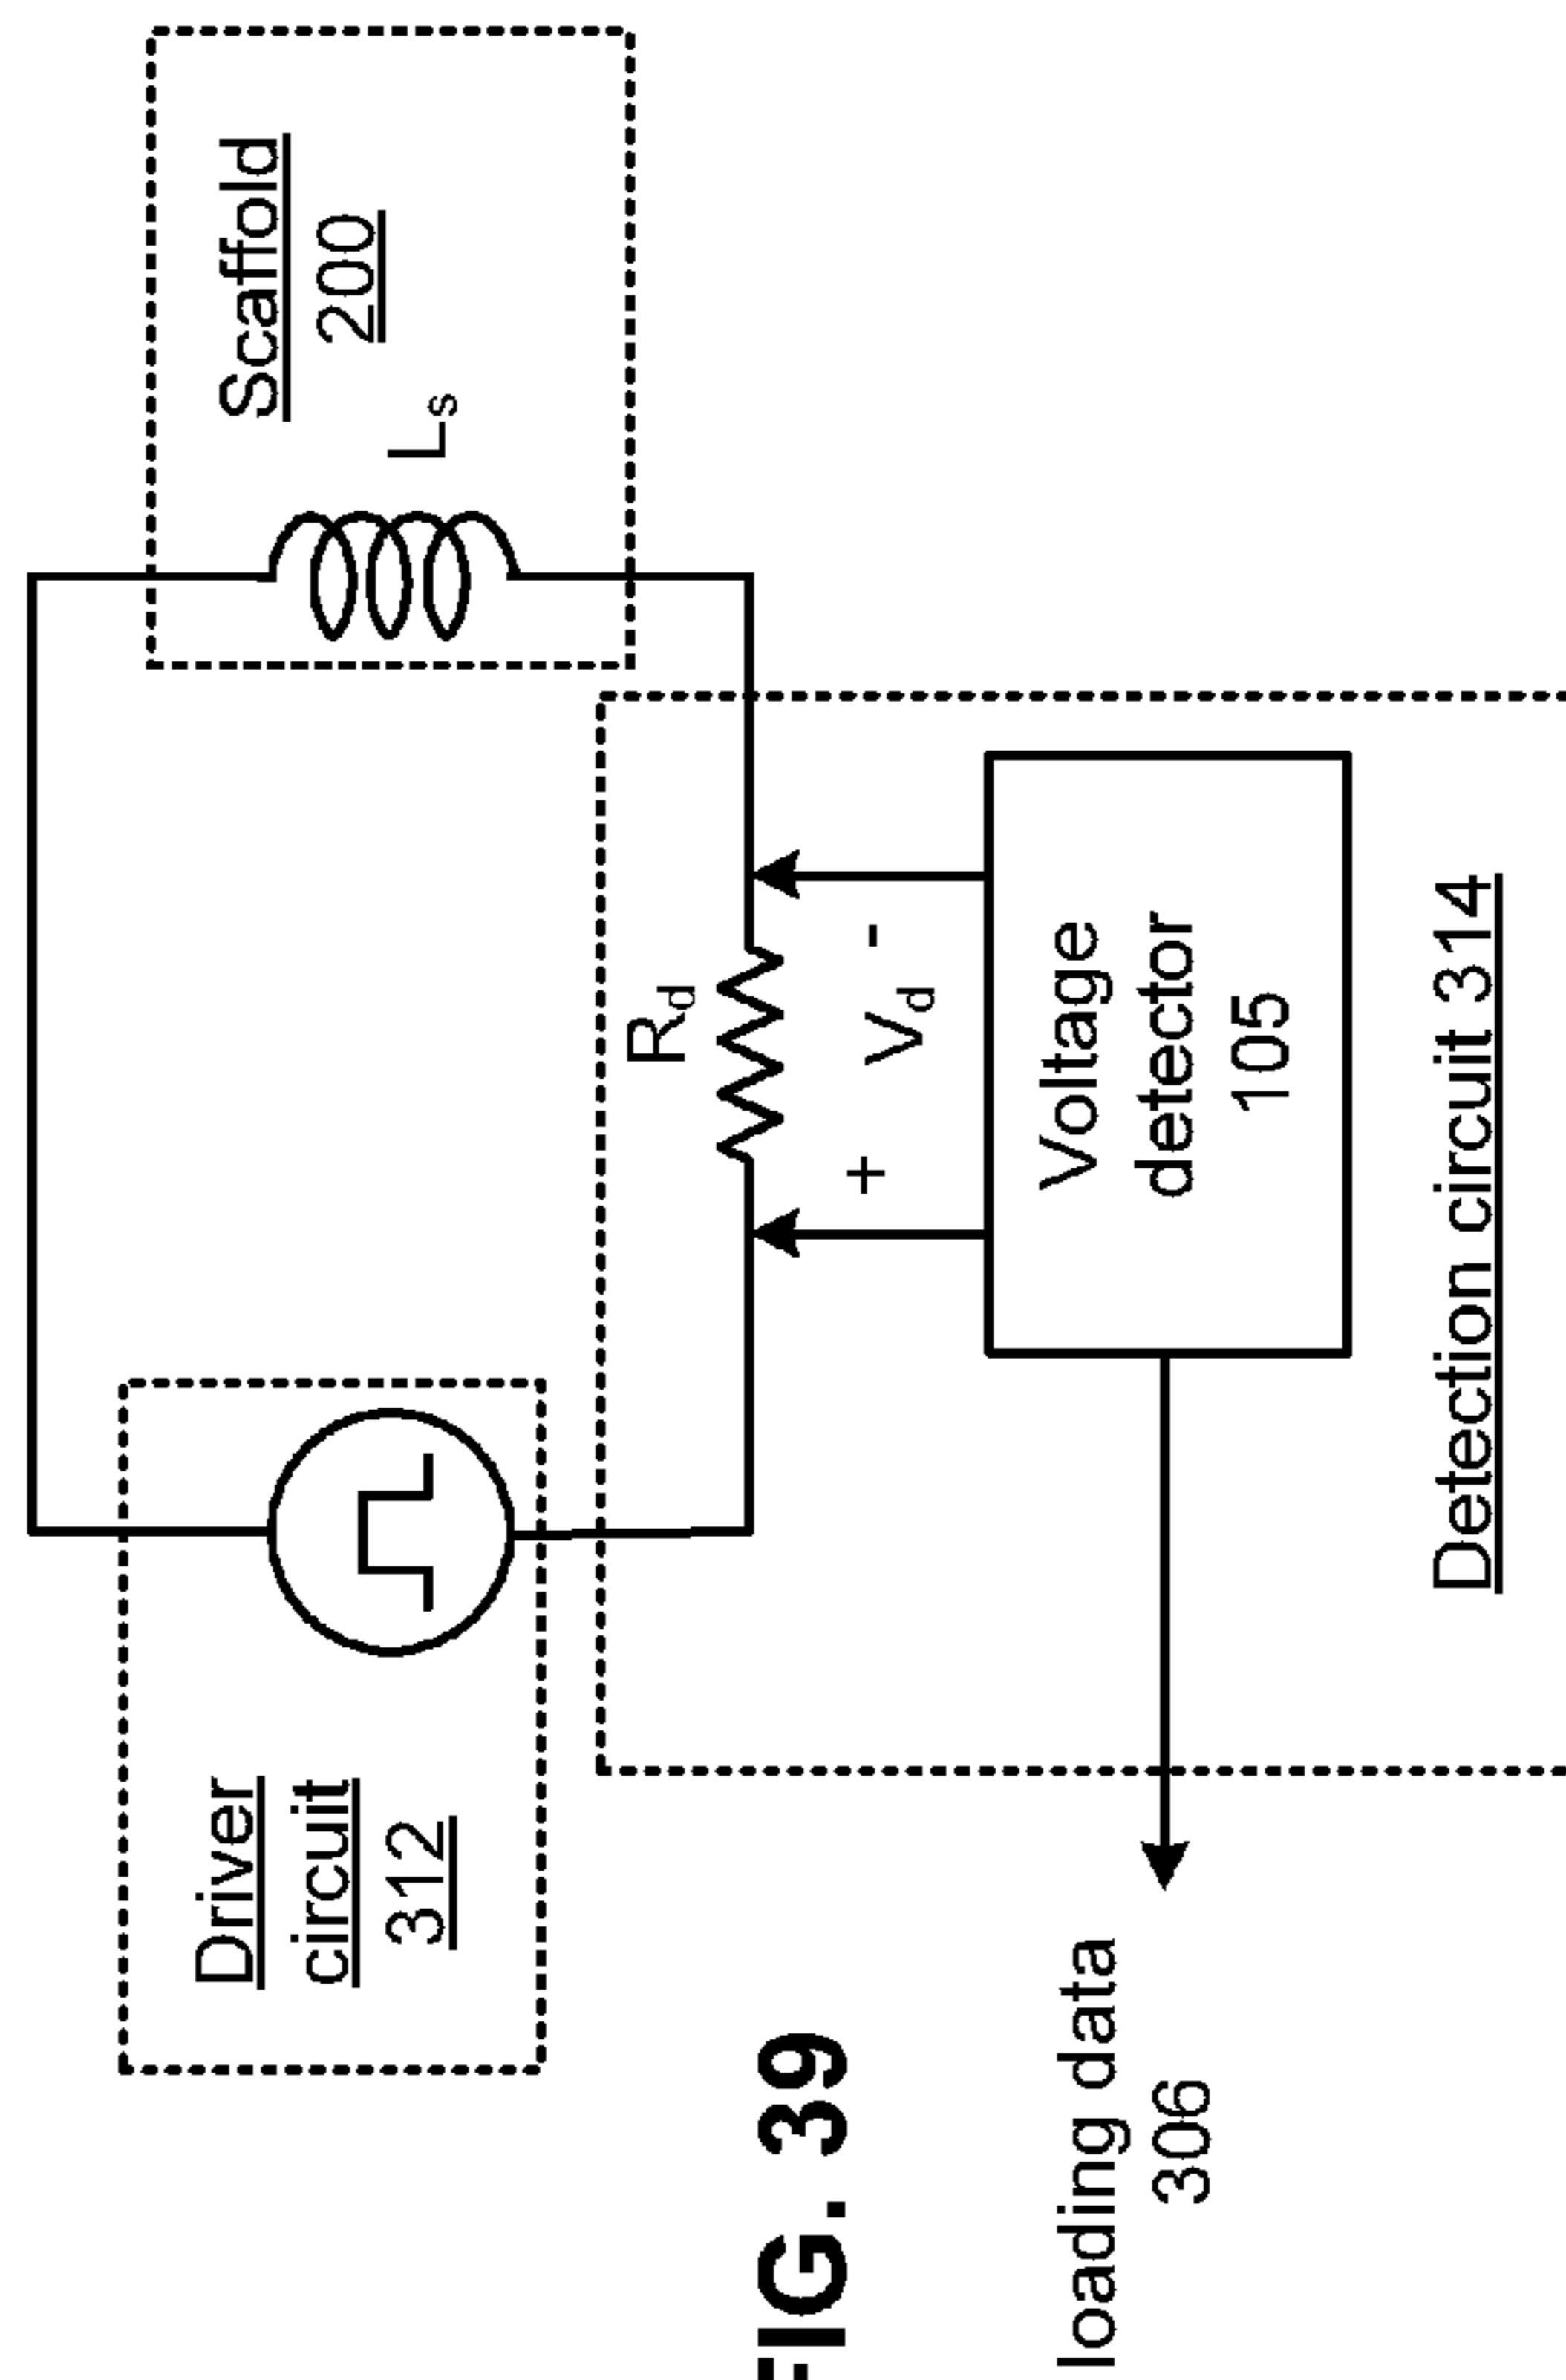 Driver
circuit
312
Scaffold
200
Ls
Rd
+ Vd -
Voltage
detector
105
Detection circuit 314
loading data
306
FIG. 39